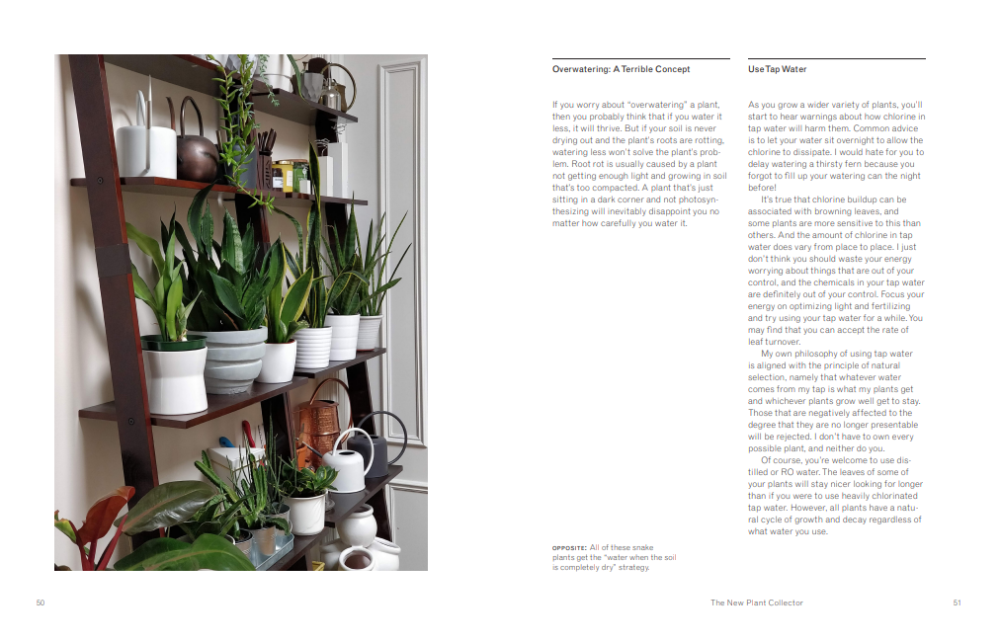 Overwatering: A Terrible Concept
If you worry about “overwatering” a plant,
then you probably think that if you water it
less, it will thrive. But if your soil is never
drying out and the plant’s roots are rotting,
watering less won’t solve the plant’s prob-
lem. Root rot is usually caused by a plant
not getting enough light and growing in soil
that’s too compacted. A plant that’s just
sitting in a dark corner and not photosyn-
thesizing will inevitably disappoint you no
matter how carefully you water it.
OPPOSITE: All of these snake
plants get the “water when the soil
is completely dry” strategy.
Use Tap Water
As you grow a wider variety of plants, you’ll
start to hear warnings about how chlorine in
tap water will harm them. Common advice
is to let your water sit overnight to allow the
chlorine to dissipate. I would hate for you to
delay watering a thirsty fern because you
forgot to fill up your watering can the night
before!
It’s true that chlorine buildup can be
associated with browning leaves, and
some plants are more sensitive to this than
others. And the amount of chlorine in tap
water does vary from place to place. I just
don’t think you should waste your energy
worrying about things that are out of your
control, and the chemicals in your tap water
are definitely out of your control. Focus your
energy on optimizing light and fertilizing
and try using your tap water for a while. You
may find that you can accept the rate of
leaf turnover.
My own philosophy of using tap water
is aligned with the principle of natural
selection, namely that whatever water
comes from my tap is what my plants get
and whichever plants grow well get to stay.
Those that are negatively affected to the
degree that they are no longer presentable
will be rejected. I don’t have to own every
possible plant, and neither do you.
Of course, you’re welcome to use dis-
tilled or RO water. The leaves of some of
your plants will stay nicer looking for longer
than if you were to use heavily chlorinated
tap water. However, all plants have a natu-
ral cycle of growth and decay regardless of
what water you use.
50
The New Plant Collector
51